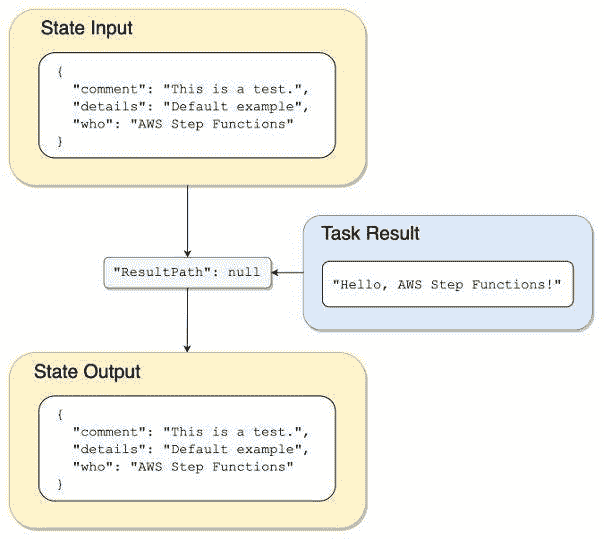 State Input
{
"comment": "This is a test.",
"details": "Default example",
"who": "AWS Step Functions"
}
Task Result
"ResultPath": null
"Hello, AWS Step Functions!"
State Output
{
"comment": "This is a test.",
"details": "Default example",
"who": "AWS Step Functions"
}